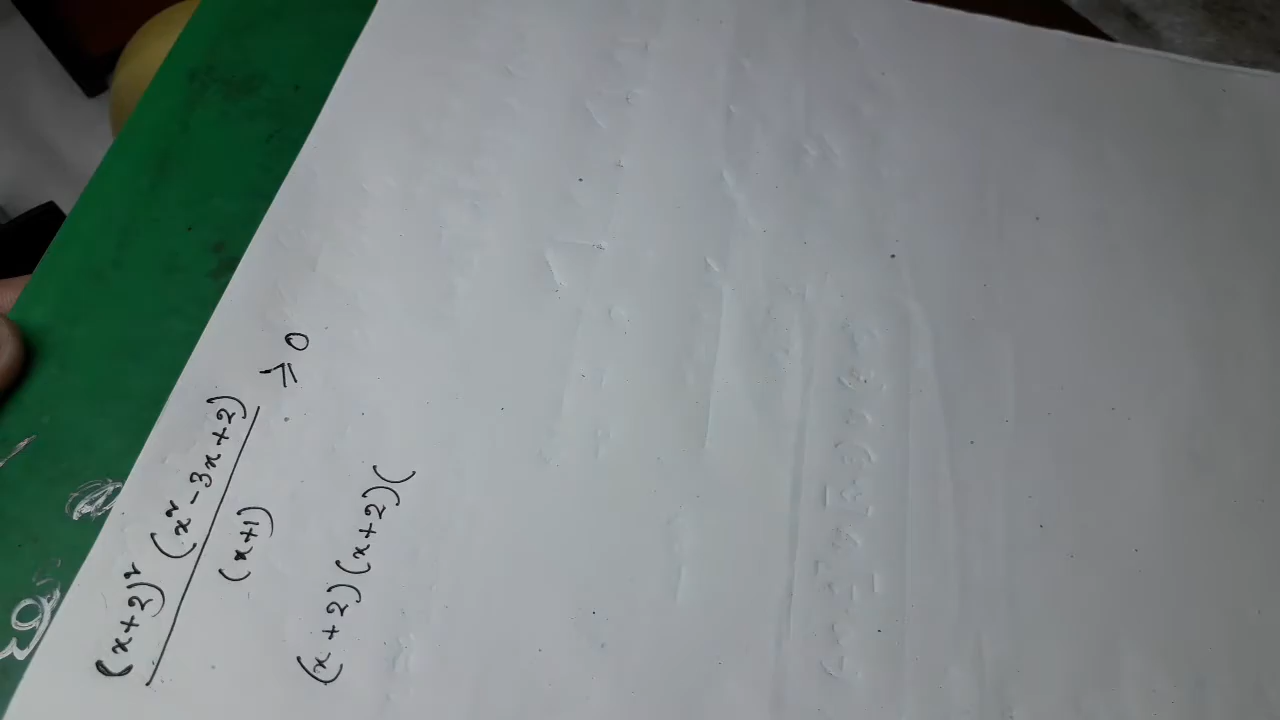 (x+2)² (x²-3x+2)
(x+1)
≥ 0
(x+2)(x+2)(